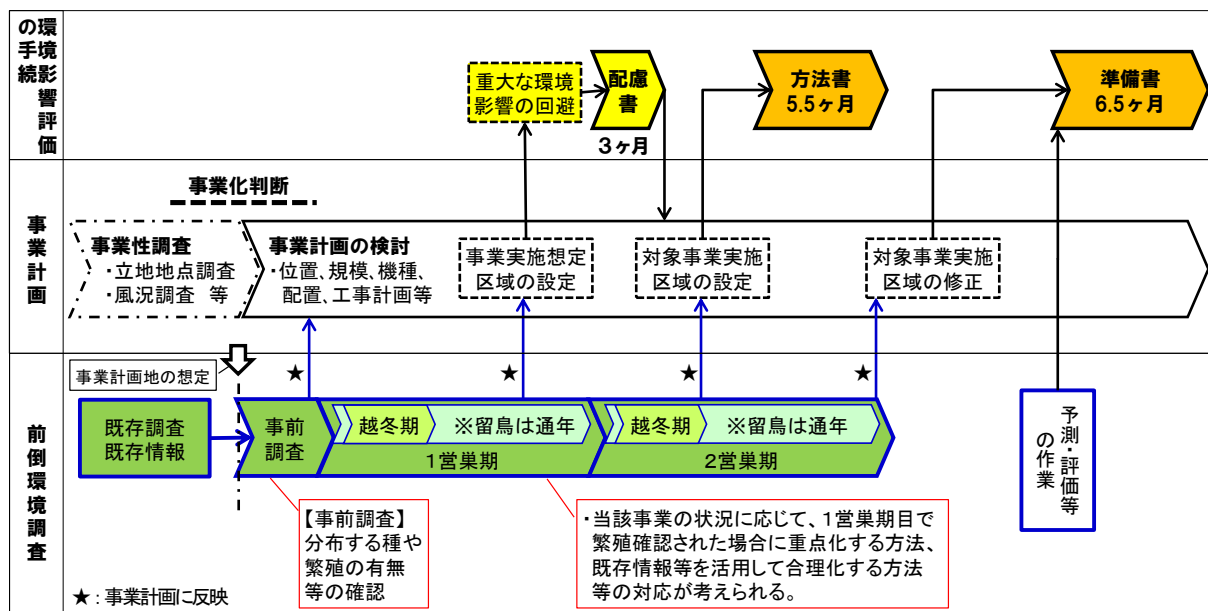 環境影響評価
の手続
重大な環境
影響の回避
配慮
書
3ヶ月
方法書
5.5ヶ月
準備書
6.5ヶ月
事業計画
事業化判断
事業性調査
・立地地点調査
・風況調査 等
事業計画の検討
・位置、規模、機種、
配置、工事計画等
事業実施想定
区域の設定
対象事業実施
区域の設定
対象事業実施
区域の修正
★
★
★
★
前倒環境調査
事業計画地の想定
既存調査
既存情報
事前
調査
越冬期
※留鳥は通年
1営巣期
越冬期
※留鳥は通年
2営巣期
予測・評価等
の作業
【事前調査】
分布する種や
繁殖の有無
等の確認
・当該事業の状況に応じて、1営巣期目で
繁殖確認された場合に重点化する方法、
既存情報等を活用して合理化する方法
等の対応が考えられる。
★：事業計画に反映